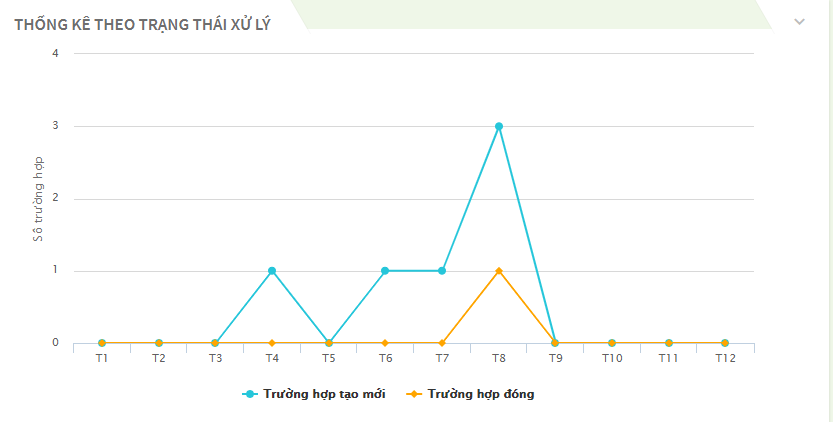 THỐNG KÊ THEO TRẠNG THÁI XỬ LÝ
4
3
2
1
0
Số trường hợp
T1 T2 T3 T4 T5 T6 T7 T8 T9 T10 T11 T12
Trường hợp tạo mới Trường hợp đóng